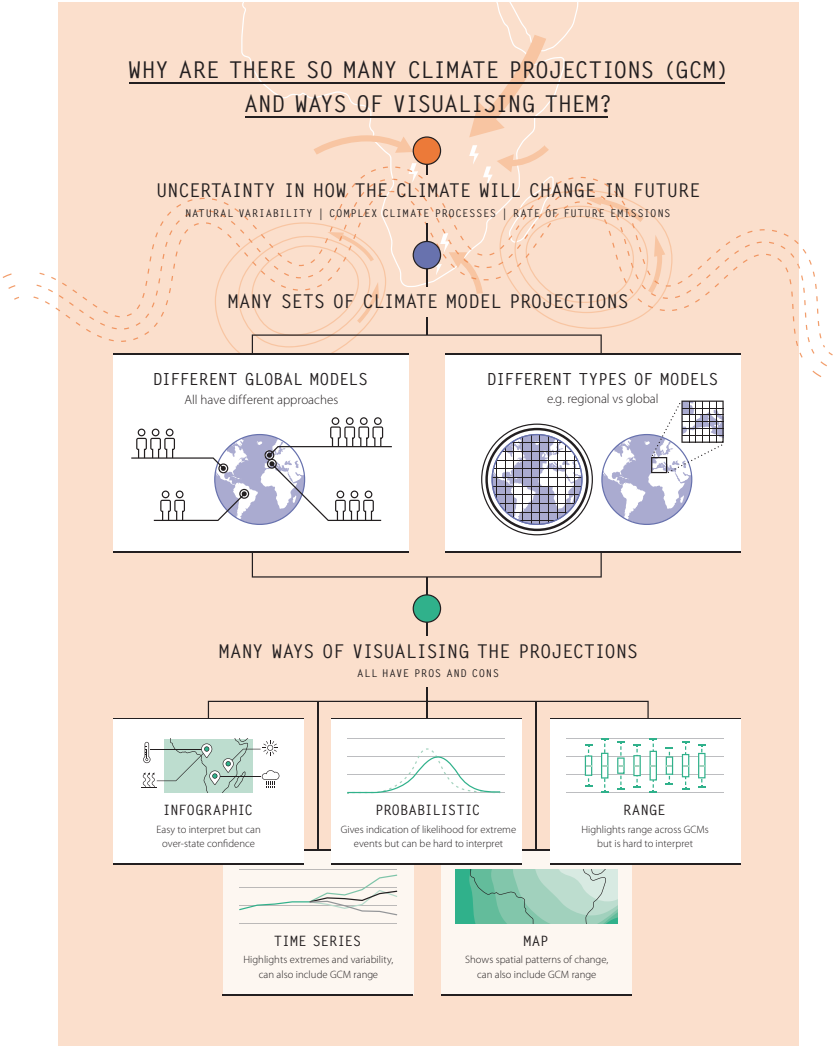 WHY ARE THERE SO MANY CLIMATE PROJECTIONS (GCM)
AND WAYS OF VISUALISING THEM?
UNCERTAINTY IN HOW THE CLIMATE WILL CHANGE IN FUTURE
NATURAL VARIABILITY | COMPLEX CLIMATE PROCESSES | RATE OF FUTURE EMISSIONS
MANY SETS OF CLIMATE MODEL PROJECTIONS
DIFFERENT GLOBAL MODELS
All have different approaches
DIFFERENT TYPES OF MODELS
e.g. regional vs global
MANY WAYS OF VISUALISING THE PROJECTIONS
ALL HAVE PROS AND CONS
INFOGRAPHIC
Easy to interpret but can
over-state confidence
PROBABILISTIC
Gives indication of likelihood for extreme
events but can be hard to interpret
RANGE
Highlights range across GCMs
but is hard to interpret
TIME SERIES
Highlights extremes and variability,
can also include GCM range
MAP
Shows spatial patterns of change,
can also include GCM range